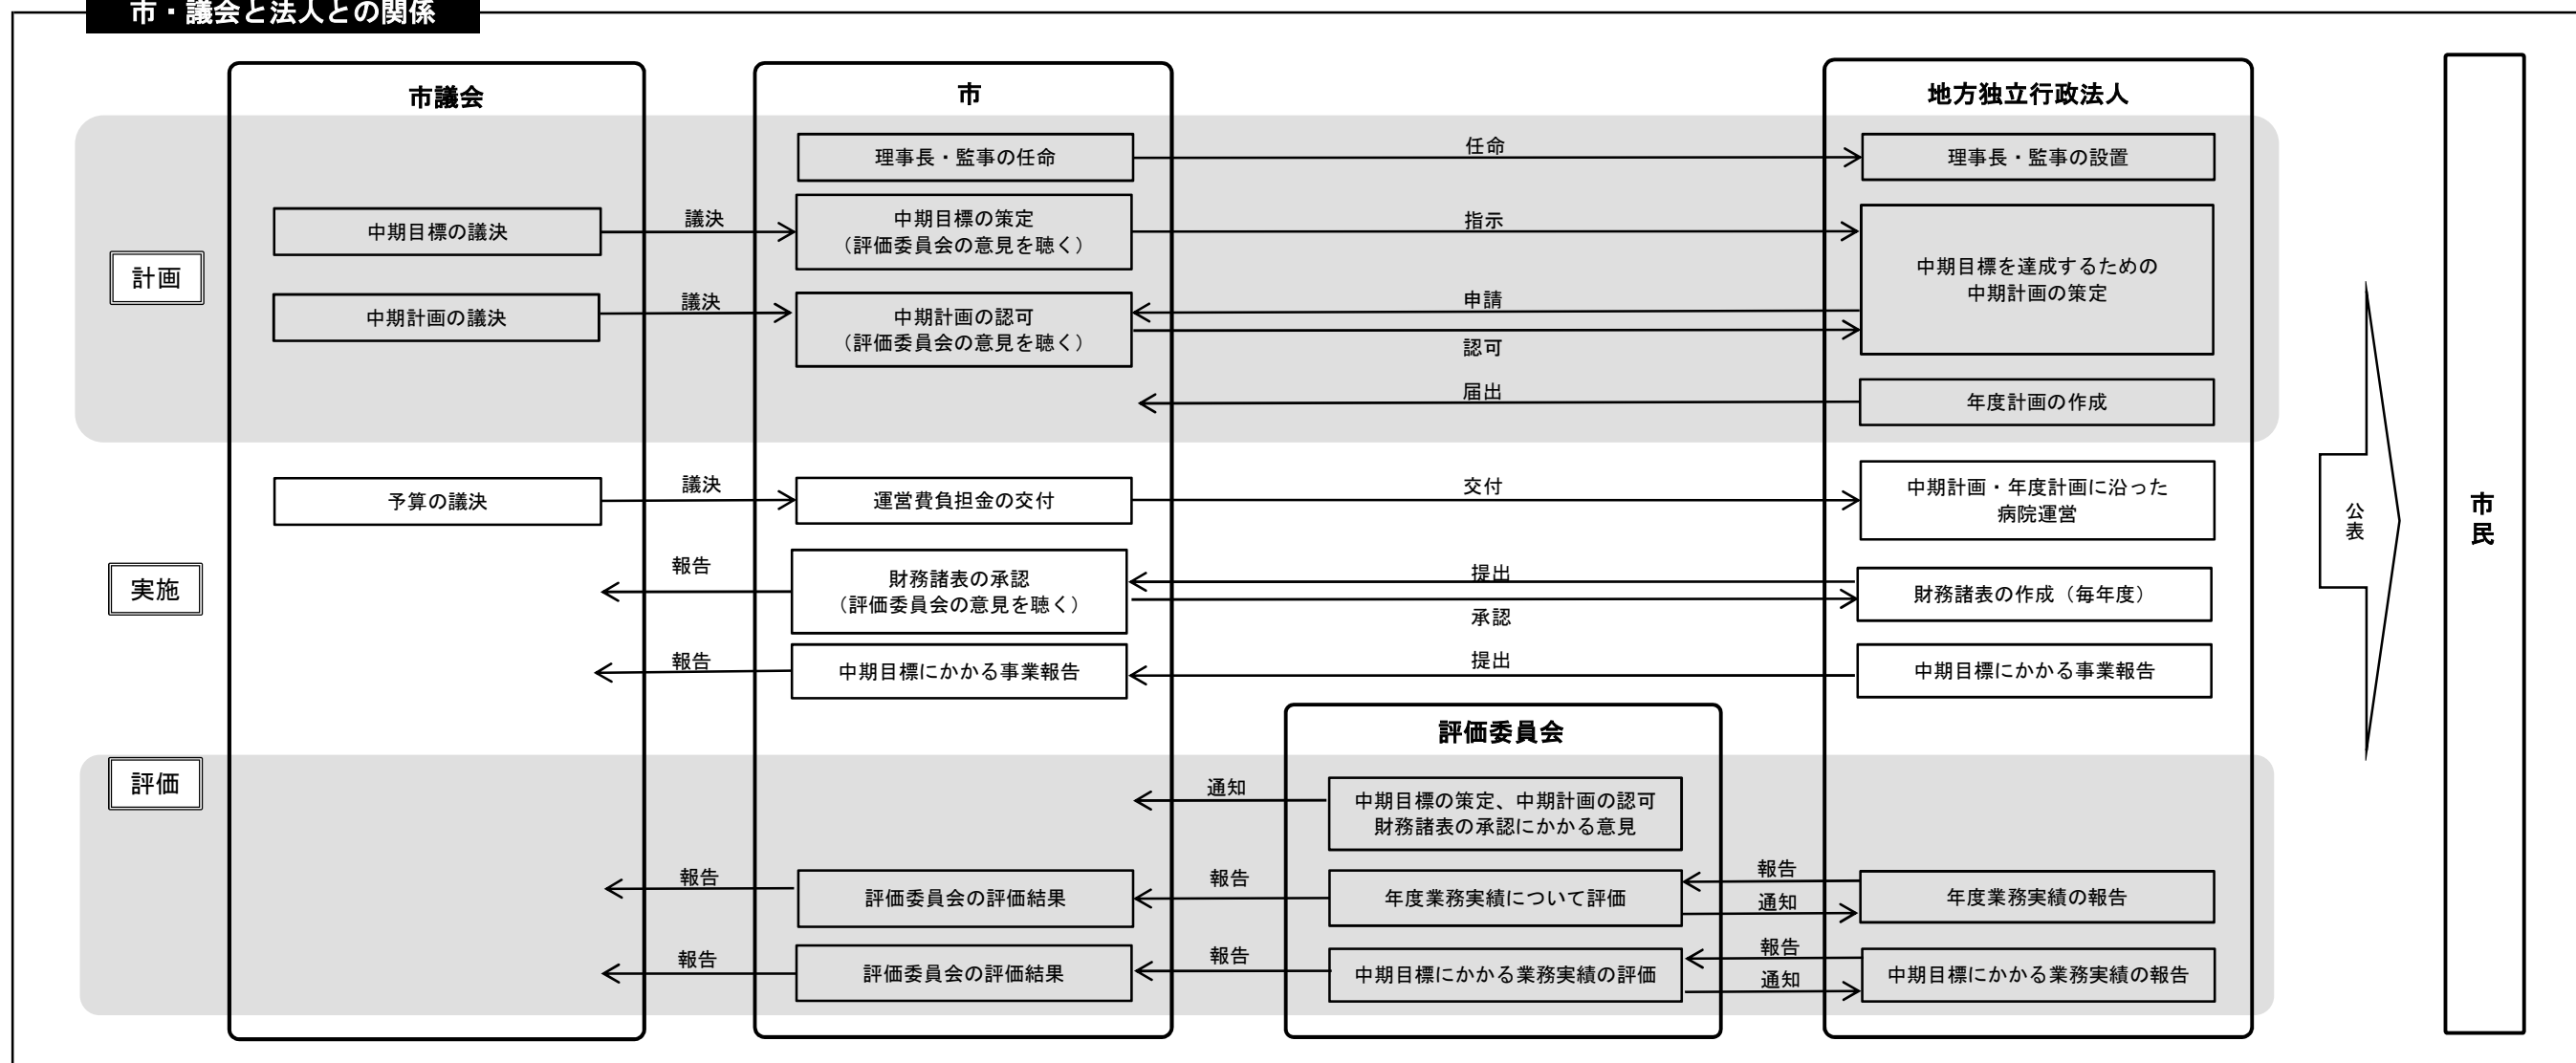 市・議会と法人との関係
市議会
市
地方独立行政法人
計画
理事長・監事の任命
任命
理事長・監事の設置
中期目標の議決
議決
中期目標の策定
（評価委員会の意見を聴く）
指示
中期目標を達成するための
中期計画の策定
中期計画の議決
議決
中期計画の認可
（評価委員会の意見を聴く）
申請
認可
届出
年度計画の作成
実施
予算の議決
議決
運営費負担金の交付
交付
中期計画・年度計画に沿った
病院運営
報告
財務諸表の承認
（評価委員会の意見を聴く）
提出
承認
財務諸表の作成（毎年度）
報告
中期目標にかかる事業報告
提出
中期目標にかかる事業報告
評価委員会
評価
通知
中期目標の策定、中期計画の認可
財務諸表の承認にかかる意見
報告
評価委員会の評価結果
報告
年度業務実績について評価
報告
通知
年度業務実績の報告
報告
評価委員会の評価結果
報告
中期目標にかかる業務実績の評価
報告
通知
中期目標にかかる業務実績の報告
公表
市民